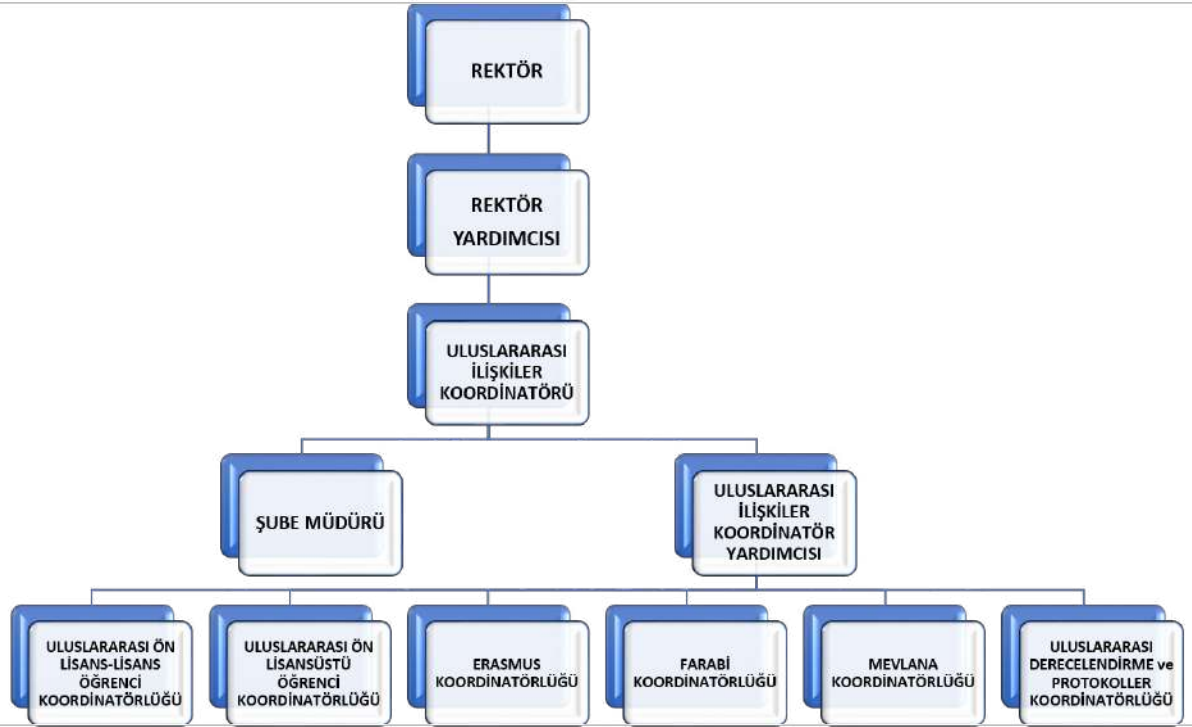 REKTÖR
REKTÖR
YARDIMCISI
ULUSLARARASI
İLİŞKİLER
KOORDİNATÖRÜ
ŞUBE MÜDÜRÜ
ULUSLARARASI
İLİŞKİLER
KOORDİNATÖR
YARDIMCISI
ULUSLARARASI ÖN
LİSANS-LİSANS
ÖĞRENCİ
KOORDİNATÖRLÜĞÜ
ULUSLARARASI ÖN
LİSANSÜSTÜ
ÖĞRENCİ
KOORDİNATÖRLÜĞÜ
ERASMUS
KOORDİNATÖRLÜĞÜ
FARABİ
KOORDİNATÖRLÜĞÜ
MEVLANA
KOORDİNATÖRLÜĞÜ
ULUSLARARASI
DERECELENDİRME ve
PROTOKOLLER
KOORDİNATÖRLÜĞÜ